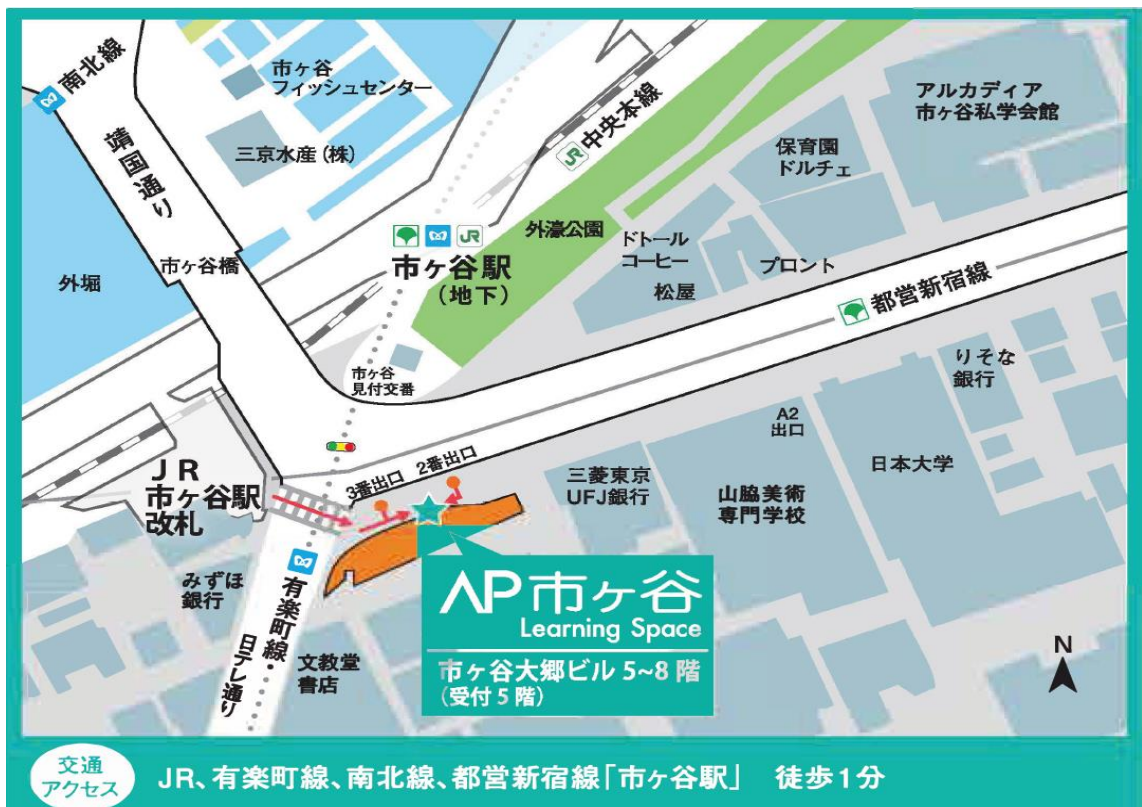 南北線
靖国通り
市ヶ谷
フィッシュセンター
三京水産(株)
JR 中央本線
アルカディア
市ヶ谷私学会館
保育園
ドルチェ
外堀
市ヶ谷橋
JR
市ヶ谷駅
(地下)
外濠公園
ドトール
コーヒー
松屋
プロント
都営新宿線
りそな
銀行
市ヶ谷
見付交番
A2
出口
日本大学
3番出口
2番出口
三菱東京
UFJ銀行
山脇美術
専門学校
JR
市ヶ谷駅
改札
みずほ
銀行
有楽町線・
日テレ通り
文教堂
書店
AP市ヶ谷
Learning Space
市ヶ谷大郷ビル 5~8 階
(受付 5 階)
N
交通
アクセス
JR、有楽町線、南北線、都営新宿線「市ヶ谷駅」 徒歩1分